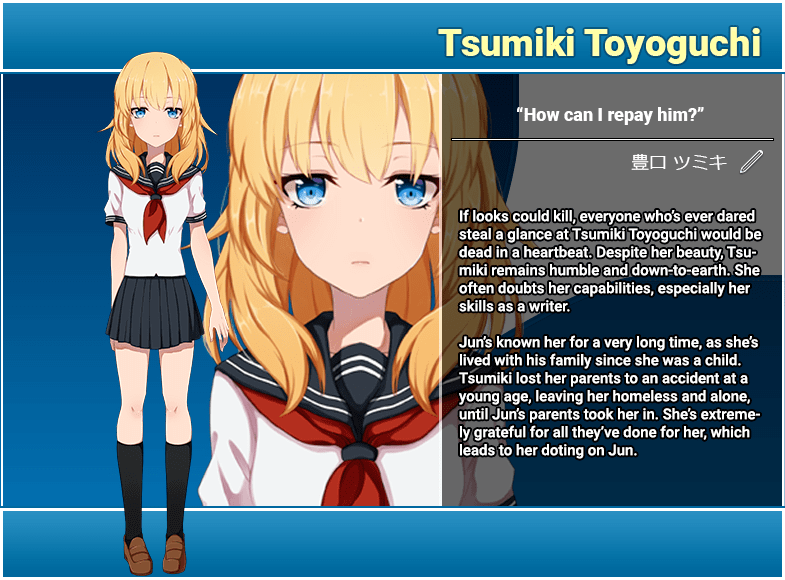 Tsumiki Toyoguchi
“How can I repay him?”
豊口 ツミキ
If looks could kill, everyone who’s ever dared
steal a glance at Tsumiki Toyoguchi would be
dead in a heartbeat. Despite her beauty, Tsu-
miki remains humble and down-to-earth. She
often doubts her capabilities, especially her
skills as a writer.
Jun’s known her for a very long time, as she’s
lived with his family since she was a child.
Tsumiki lost her parents to an accident at a
young age, leaving her homeless and alone,
until Jun’s parents took her in. She’s extreme-
ly grateful for all they’ve done for her, which
leads to her doting on Jun.